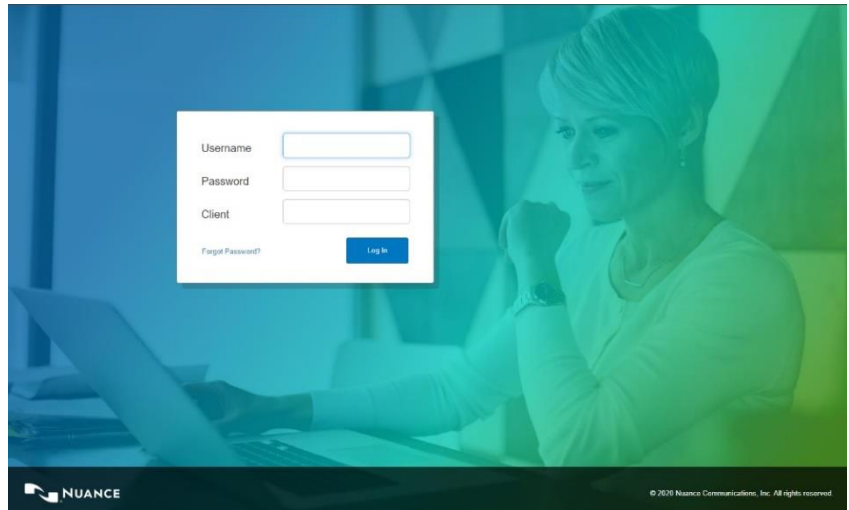 Username
Password
Client
Forgot Password?
Log In
NUANCE
© 2020 Nuance Communications, Inc. All rights reserved.